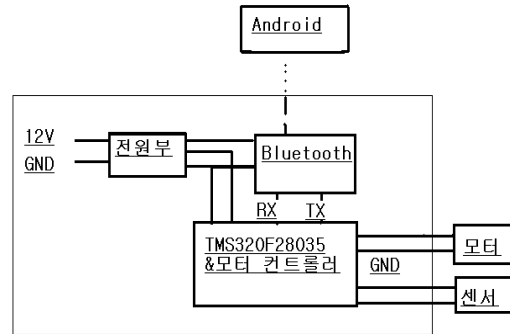 Android
12V
GND
전원부
Bluetooth
RX
TX
TMS320F28035
&모터 컨트롤러
GND
모터
센서